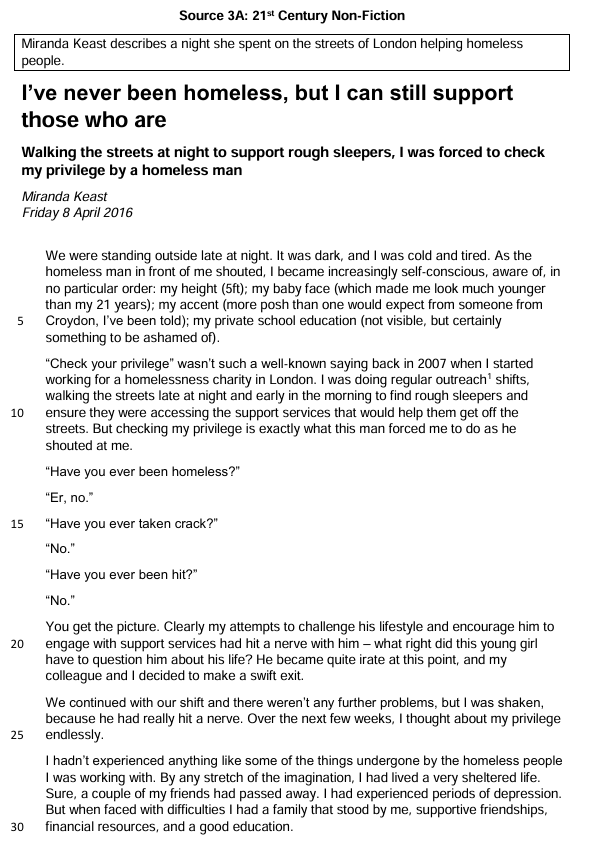 Source 3A: 21st Century Non-Fiction
Miranda Keast describes a night she spent on the streets of London helping homeless
people.
I've never been homeless, but I can still support
those who are
Walking the streets at night to support rough sleepers, I was forced to check
my privilege by a homeless man
Miranda Keast
Friday 8 April 2016
We were standing outside late at night. It was dark, and I was cold and tired. As the
homeless man in front of me shouted, I became increasingly self-conscious, aware of, in
no particular order: my height (5ft); my baby face (which made me look much younger
than my 21 years); my accent (more posh than one would expect from someone from
5 Croydon, I've been told); my private school education (not visible, but certainly
something to be ashamed of).
"Check your privilege" wasn't such a well-known saying back in 2007 when I started
working for a homelessness charity in London. I was doing regular outreach¹ shifts,
walking the streets late at night and early in the morning to find rough sleepers and
10 ensure they were accessing the support services that would help them get off the
streets. But checking my privilege is exactly what this man forced me to do as he
shouted at me.
"Have you ever been homeless?"
"Er, no."
15 "Have you ever taken crack?"
"No."
"Have you ever been hit?"
"No."
You get the picture. Clearly my attempts to challenge his lifestyle and encourage him to
20 engage with support services had hit a nerve with him – what right did this young girl
have to question him about his life? He became quite irate at this point, and my
colleague and I decided to make a swift exit.
We continued with our shift and there weren't any further problems, but I was shaken,
because he had really hit a nerve. Over the next few weeks, I thought about my privilege
25 endlessly.
I hadn't experienced anything like some of the things undergone by the homeless people
I was working with. By any stretch of the imagination, I had lived a very sheltered life.
Sure, a couple of my friends had passed away. I had experienced periods of depression.
But when faced with difficulties I had a family that stood by me, supportive friendships,
30 financial resources, and a good education.